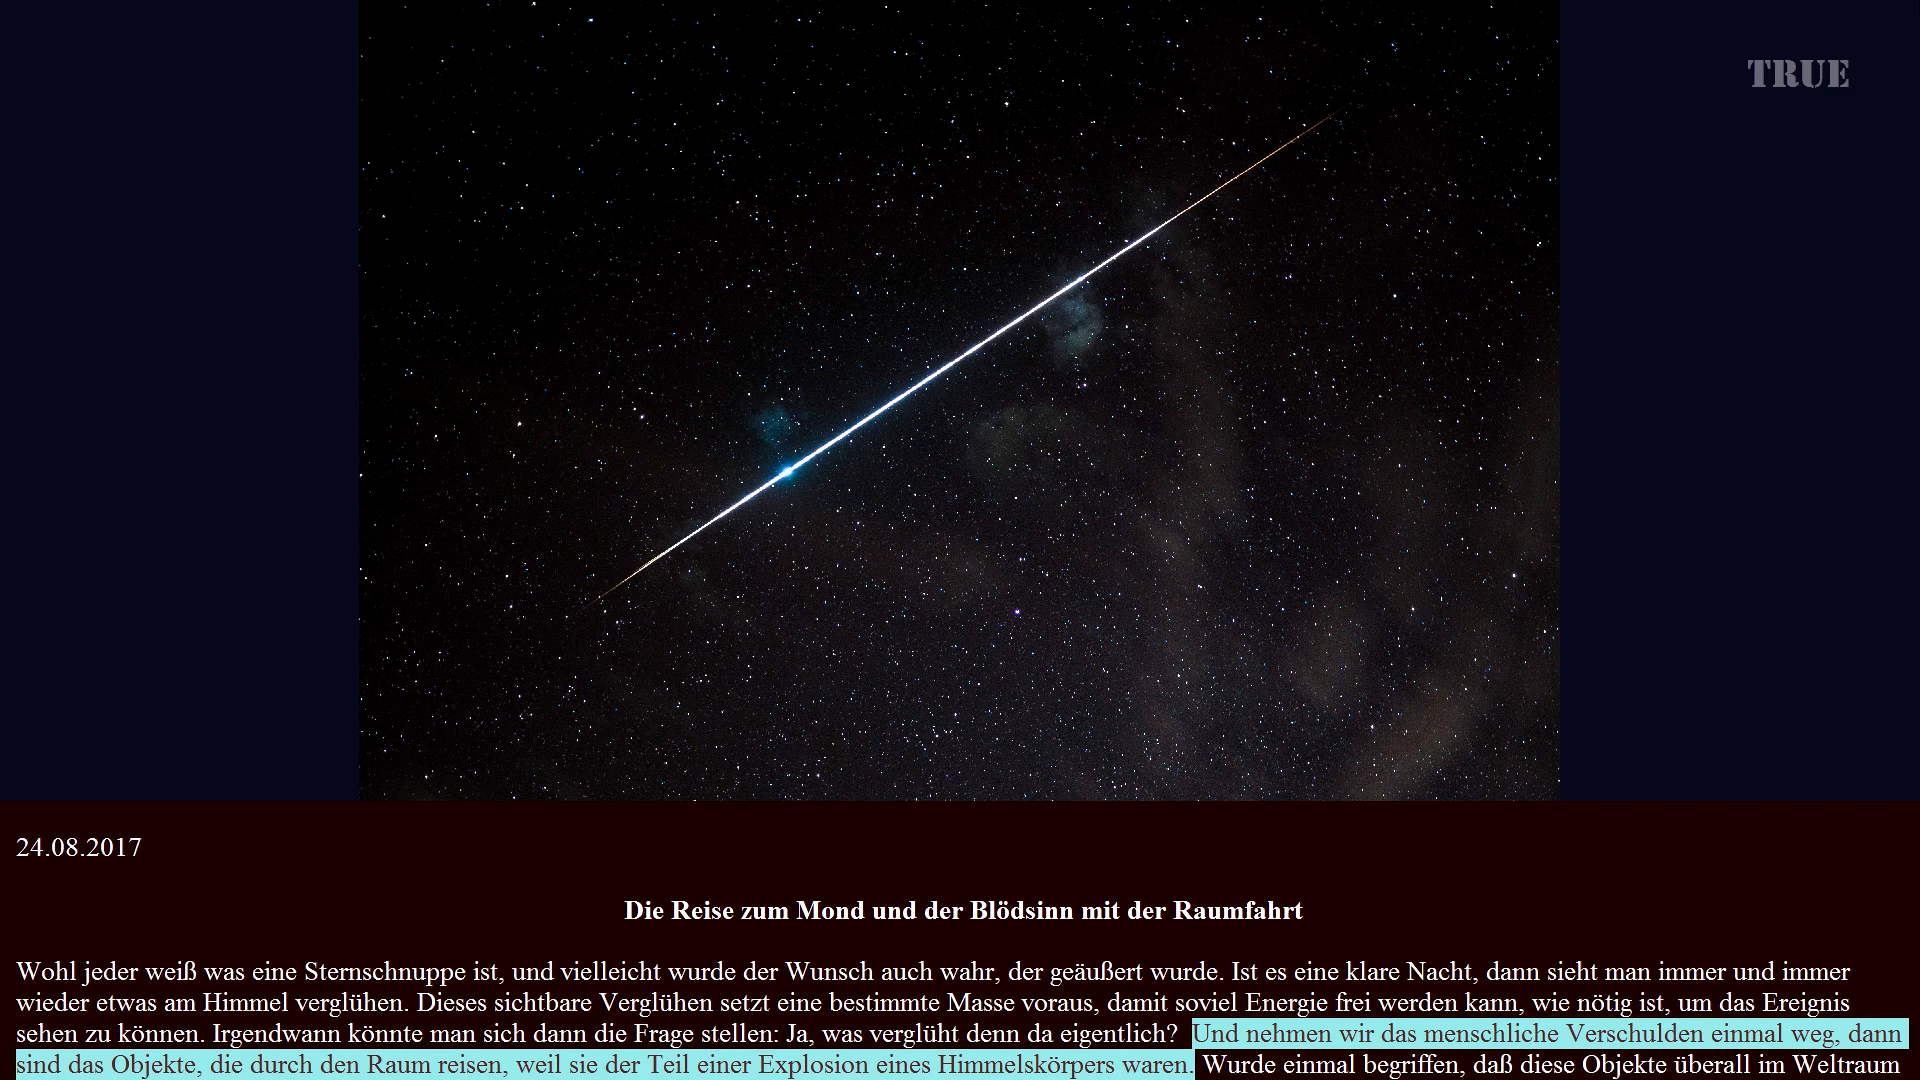 TRUE
24.08.2017
Die Reise zum Mond und der Blödsinn mit der Raumfahrt
Wohl jeder weiß was eine Sternschnuppe ist, und vielleicht wurde der Wunsch auch wahr, der geäußert wurde. Ist es eine klare Nacht, dann sieht man immer und immer
wieder etwas am Himmel verglühen. Dieses sichtbare Verglühen setzt eine bestimmte Masse voraus, damit soviel Energie frei werden kann, wie nötig ist, um das Ereignis
sehen zu können. Irgendwann könnte man sich dann die Frage stellen: Ja, was verglüht denn da eigentlich? Und nehmen wir das menschliche Verschulden einmal weg, dann
sind das Objekte, die durch den Raum reisen, weil sie der Teil einer Explosion eines Himmelskörpers waren. Wurde einmal begriffen, daß diese Objekte überall im Weltraum